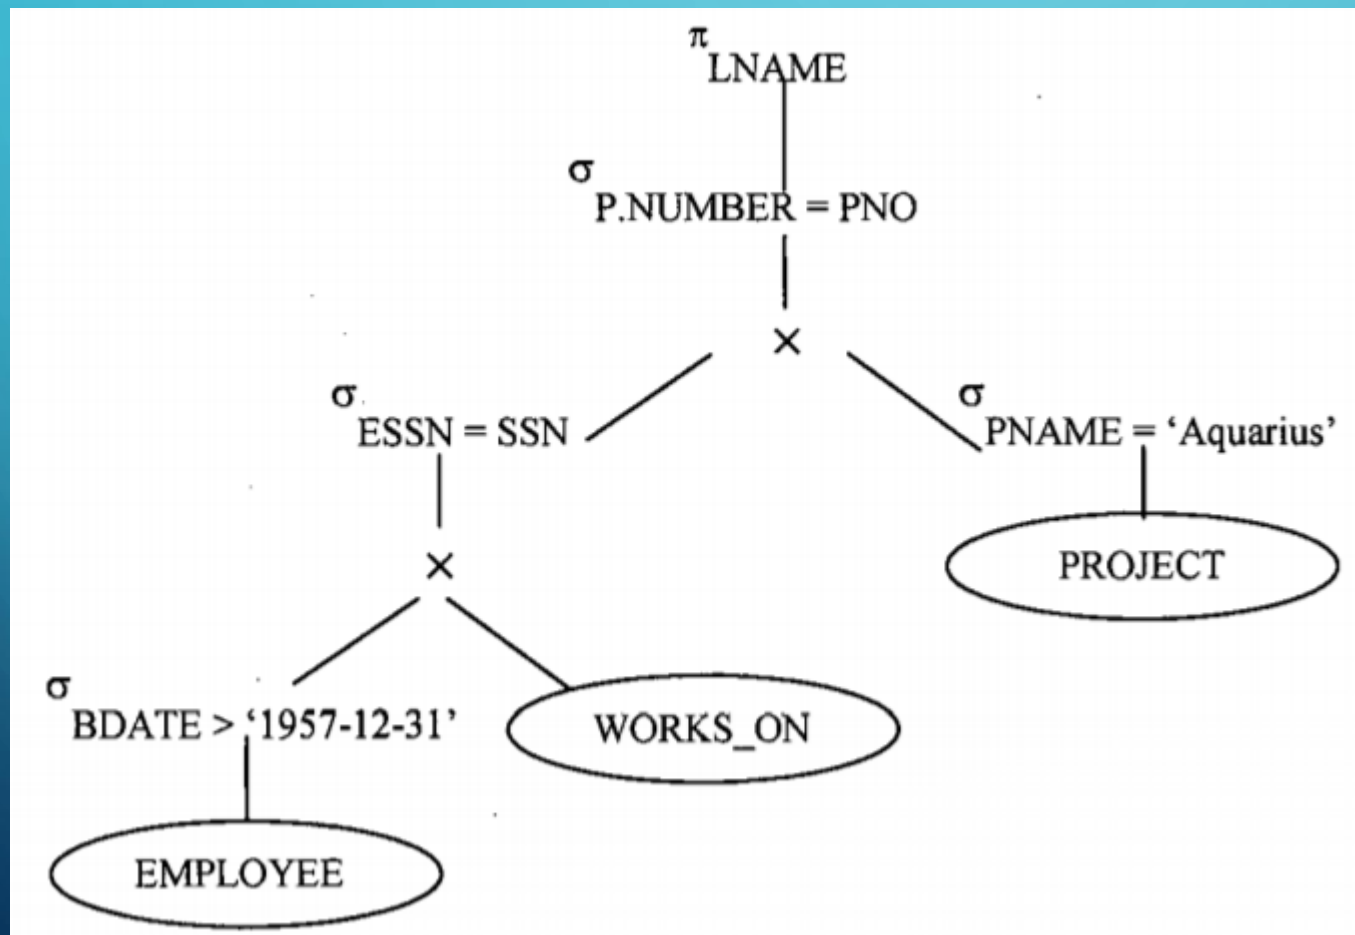 π
LNAME
σ
P.NUMBER = PNO
×
σ
ESSN = SSN
σ
PNAME = ‘Aquarius’
×
PROJECT
σ
BDATE > ‘1957-12-31’
WORKS_ON
EMPLOYEE